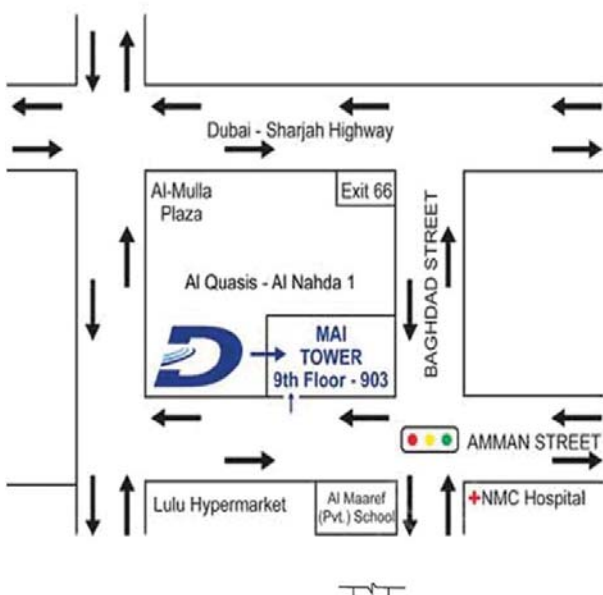 Dubai - Sharjah Highway
Al-Mulla
Plaza
Exit 66
BAGHDAD STREET
Al Quasis - Al Nahda 1
D
MAI
TOWER
9th Floor - 903
AMMAN STREET
Lulu Hypermarket
Al Maaref
(Pvt.) School
+NMC Hospital